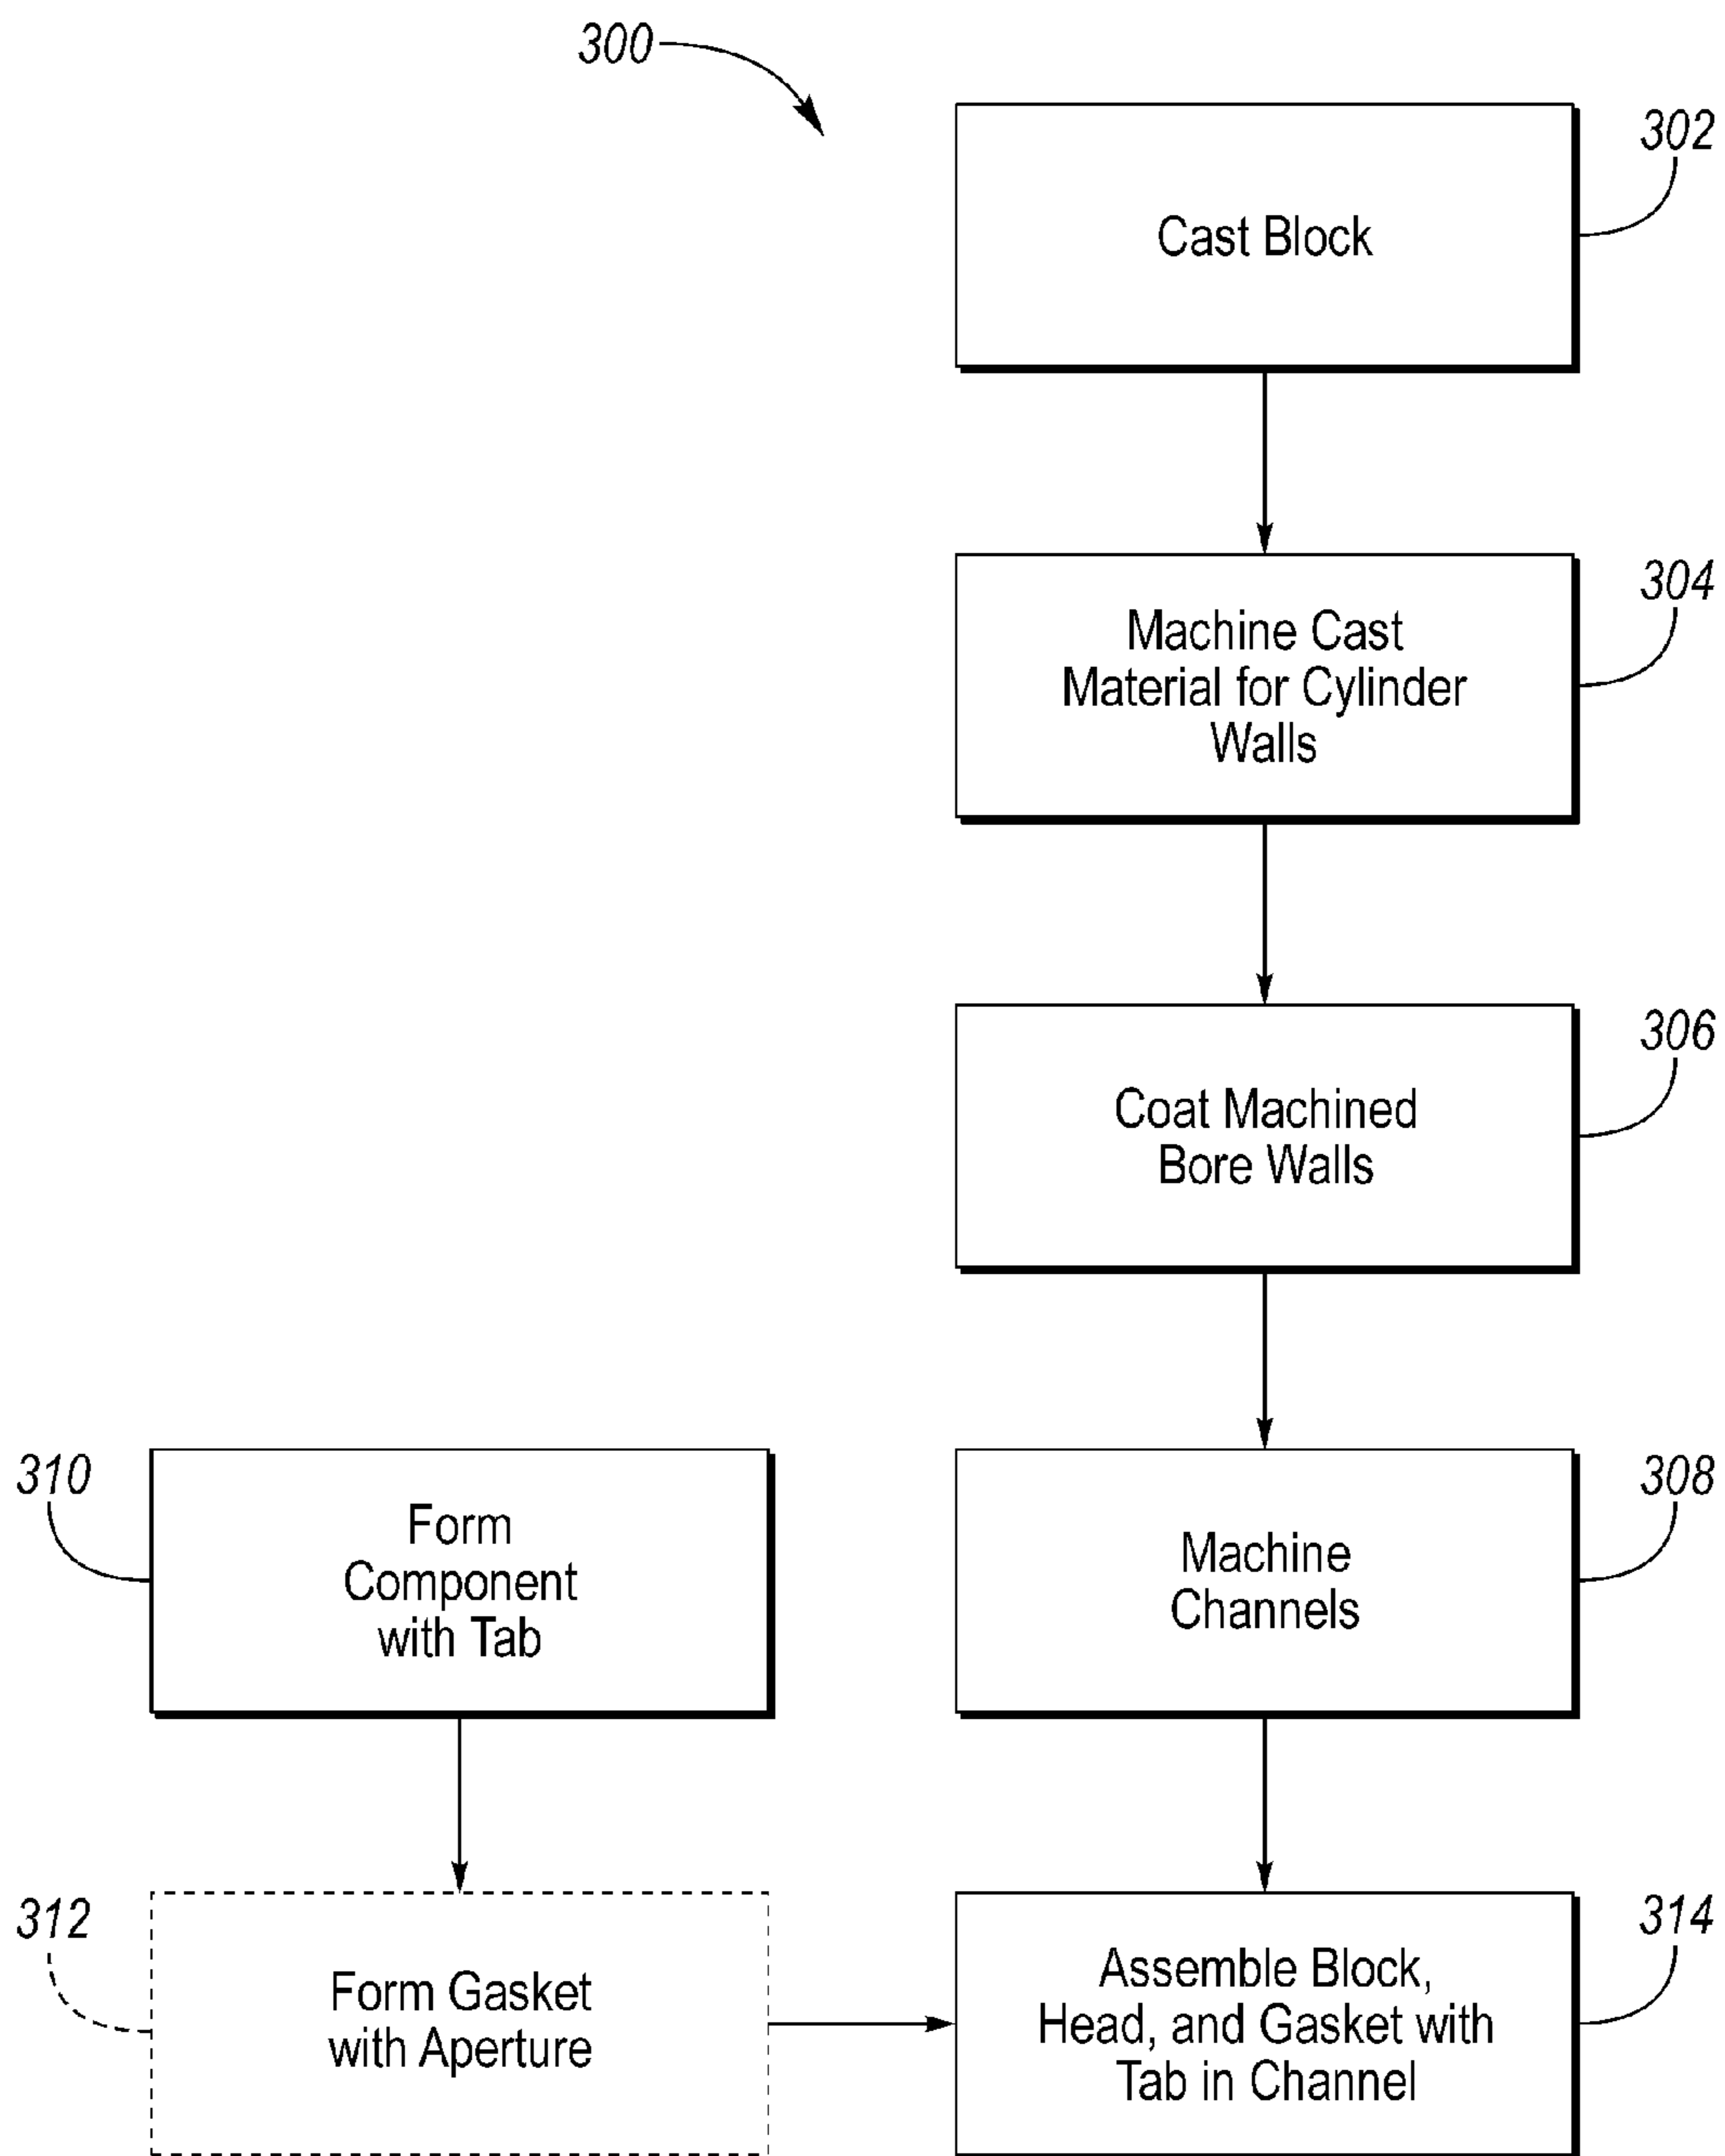 300
302
Cast Block
304
Machine Cast
Material for Cylinder
Walls
306
Coat Machined
Bore Walls
310
Form
Component
with Tab
308
Machine
Channels
312
Form Gasket
with Aperture
314
Assemble Block,
Head, and Gasket with
Tab in Channel